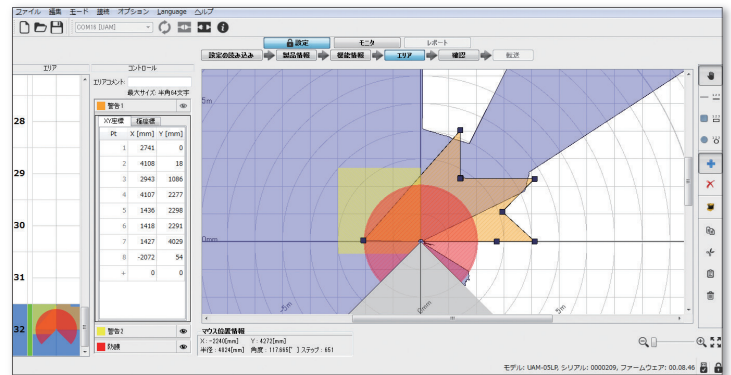 ファイル 編集 モード 接続 オプション Language ヘルプ
COM16 [UAM]
設定 モニタ レポート
設定の読み込み 製品情報 機能情報 エリア 確認 転送
エリア
28
29
30
31
32
コントロール
エリアコメント:
最大サイズ: 半角64文字
警告1
XY座標 極座標
Pt X [mm] Y [mm]
1 2741 0
2 4108 18
3 2943 1086
4 4107 2277
5 1436 2298
6 1418 2291
7 1427 4029
8 -2072 54
+ 0 0
警告2
防護
5m
0mm
-5m
0mm
5m
マウス位置情報
X: -2240[mm] Y: 4272[mm]
半径: 4824[mm] 角度: 117.665[°] ステップ: 651
モデル: UAM-05LP, シリアル: 0000209, ファームウェア: 00.08.46